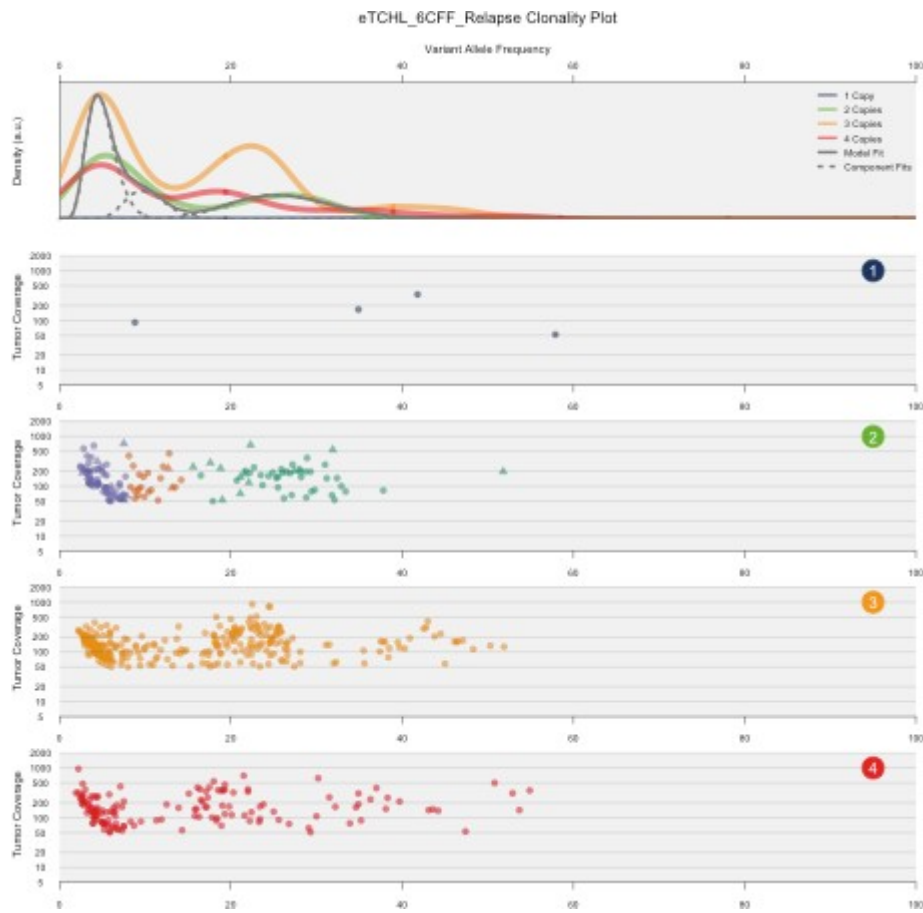 eTCHL_6CFF_Relapse Clonality Plot
Variant Allele Frequency
0 20 40 60 80 100
Density (a.u.)
1 Copy
2 Copies
3 Copies
4 Copies
Model Fit
Component Fits
Tumor Coverage
2000
1000
500
200
100
50
20
10
5
1
0 20 40 60 80 100
Tumor Coverage
2000
1000
500
200
100
50
20
10
5
2
0 20 40 60 80 100
Tumor Coverage
2000
1000
500
200
100
50
20
10
5
3
0 20 40 60 80 100
Tumor Coverage
2000
1000
500
200
100
50
20
10
5
4
0 20 40 60 80 100